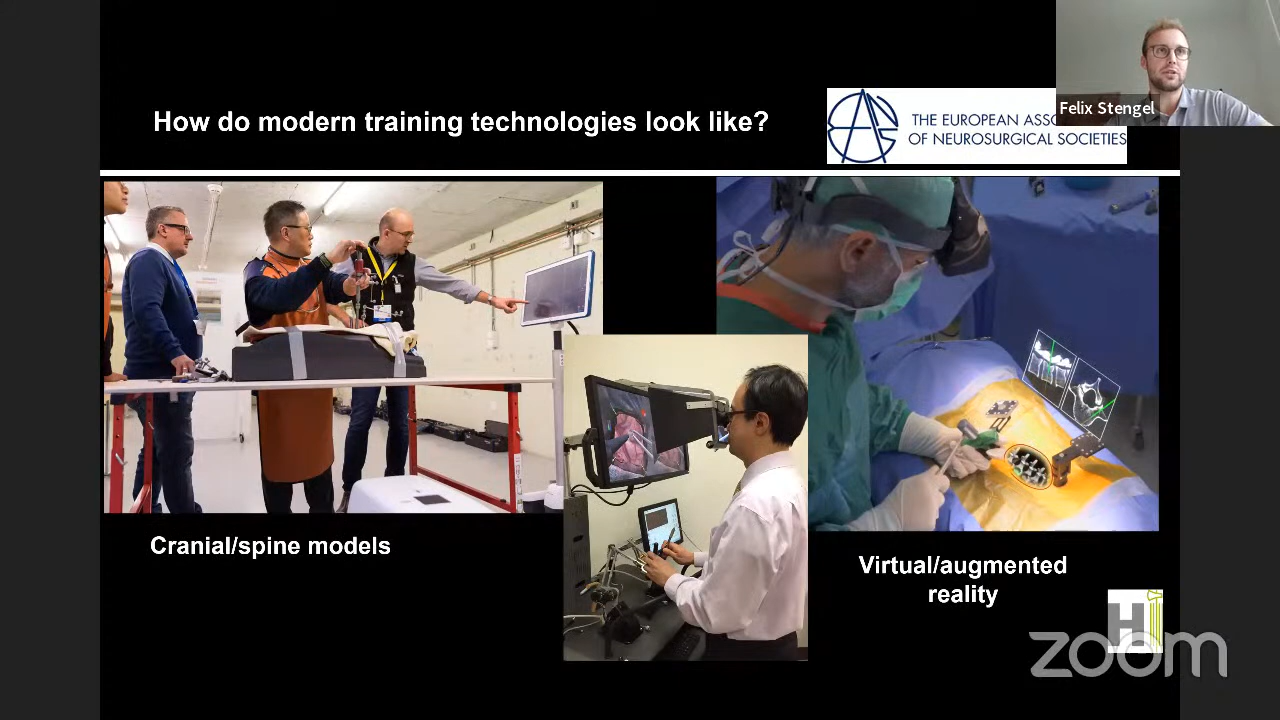 How do modern training technologies look like?
THE EUROPEAN ASSO
OF NEUROSURGICAL SOCIETIES
Felix Stengel
Cranial/spine models
Virtual/augmented
reality
H
zoom